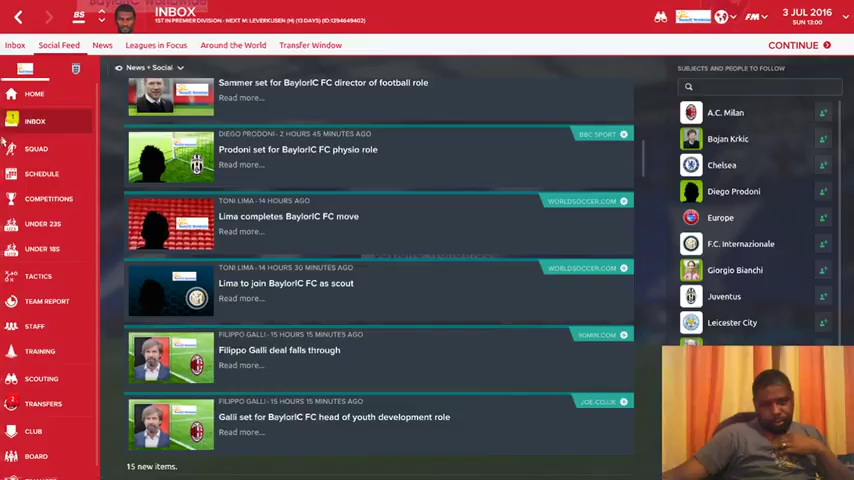 BaylorIC Worldwide
BS
INBOX
1ST IN PREMIER DIVISION - NEXT M: LEVERKUSEN (H) (13 DAYS) (ID:1394649402)
FM
3 JUL 2016
SUN 13:00
Inbox
Social Feed
News
Leagues in Focus
Around the World
Transfer Window
CONTINUE
News + Social
SUBJECTS AND PEOPLE TO FOLLOW
HOME
1
INBOX
SQUAD
SCHEDULE
COMPETITIONS
UNDER 23S
UNDER 18S
TACTICS
TEAM REPORT
STAFF
TRAINING
SCOUTING
2
TRANSFERS
CLUB
BOARD
Sammer set for BaylorIC FC director of football role
Read more...
DIEGO PRODONI - 2 HOURS 45 MINUTES AGO
BBC SPORT
Prodoni set for BaylorIC FC physio role
Read more...
TONI LIMA - 14 HOURS AGO
WORLDSOCCER.COM
Lima completes BaylorIC FC move
Read more...
TONI LIMA - 14 HOURS 30 MINUTES AGO
WORLDSOCCER.COM
Lima to join BaylorIC FC as scout
Read more...
FILIPPO GALLI - 15 HOURS 15 MINUTES AGO
90MIN.COM
Filippo Galli deal falls through
Read more...
FILIPPO GALLI - 15 HOURS 15 MINUTES AGO
JOE.CO.UK
Galli set for BaylorIC FC head of youth development role
Read more...
15 new items.
A.C. Milan
Bojan Krkic
Chelsea
Diego Prodoni
Europe
F.C. Internazionale
Giorgio Bianchi
Juventus
Leicester City